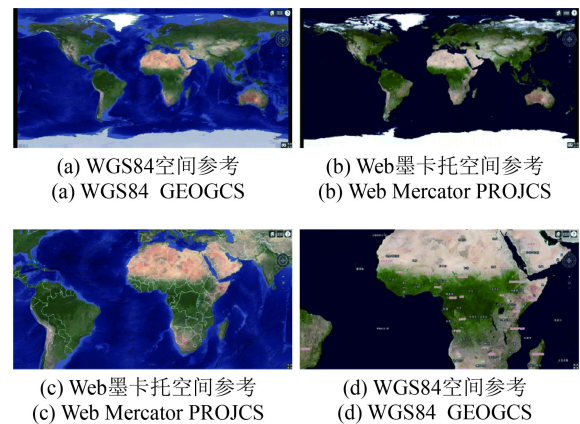 (a) WGS84空间参考
(a) WGS84 GEOGCS
(b) Web墨卡托空间参考
(b) Web Mercator PROJCS
(c) Web墨卡托空间参考
(c) Web Mercator PROJCS
(d) WGS84空间参考
(d) WGS84 GEOGCS